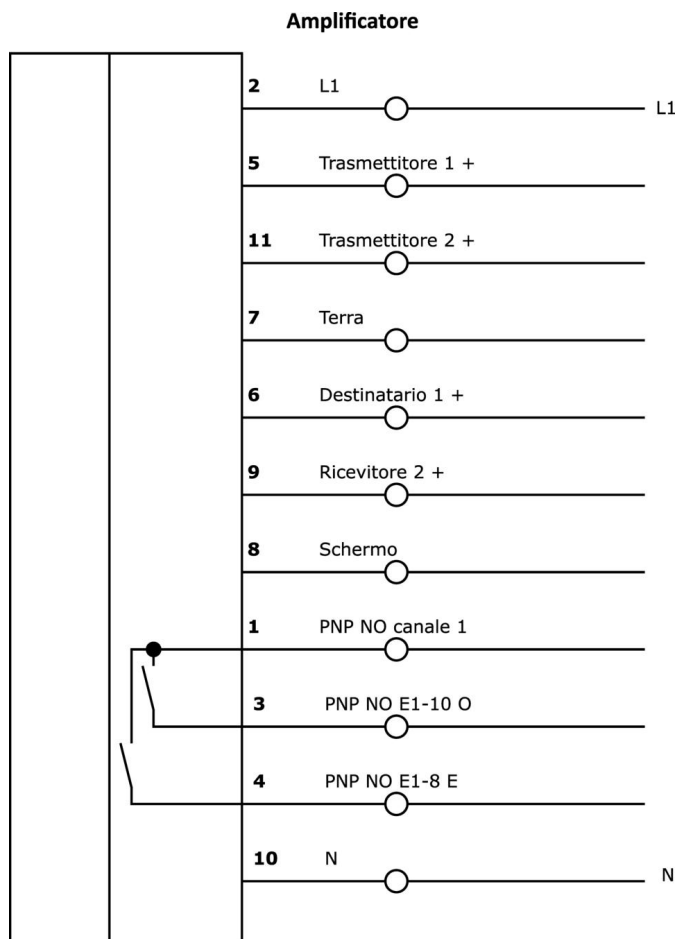 Amplificatore
2 L1
L1
5 Trasmettitore 1 +
11 Trasmettitore 2 +
7 Terra
6 Destinatario 1 +
9 Ricevitore 2 +
8 Schermo
1 PNP NO canale 1
3 PNP NO E1-10 O
4 PNP NO E1-8 E
10 N
N